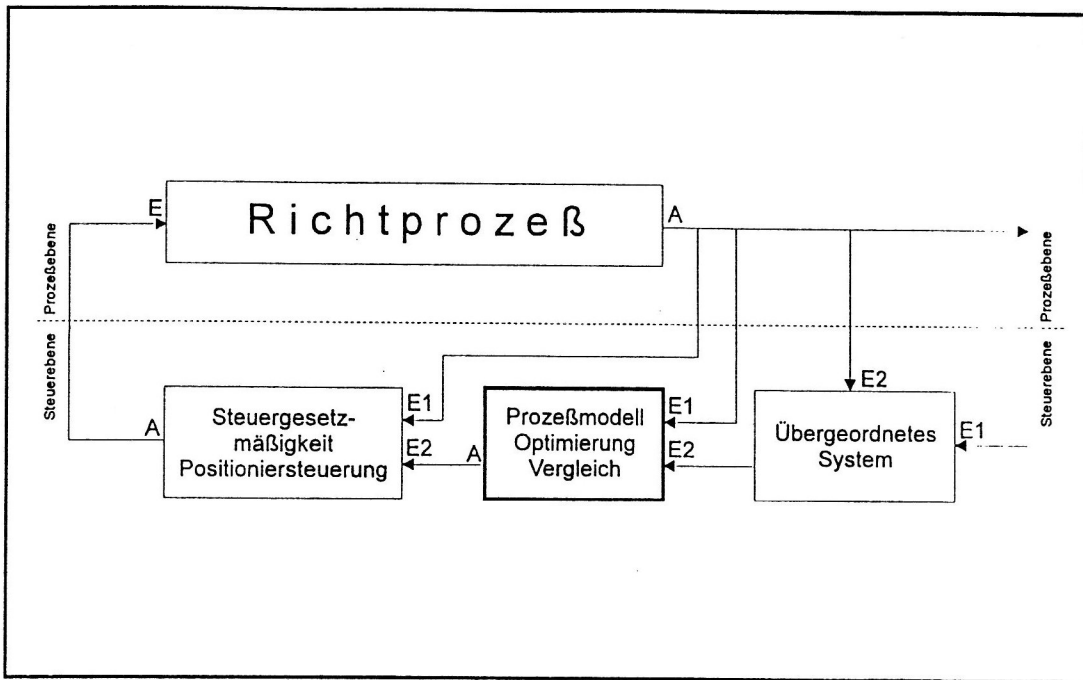 E
Richtprozeß
A
Prozeßebene
Steuerebene
Prozeßebene
Steuerebene
A
Steuergesetz-
mäßigkeit
Positioniersteuerung
E1
E2
A
Prozeßmodell
Optimierung
Vergleich
E1
E2
E2
Übergeordnetes
System
E1